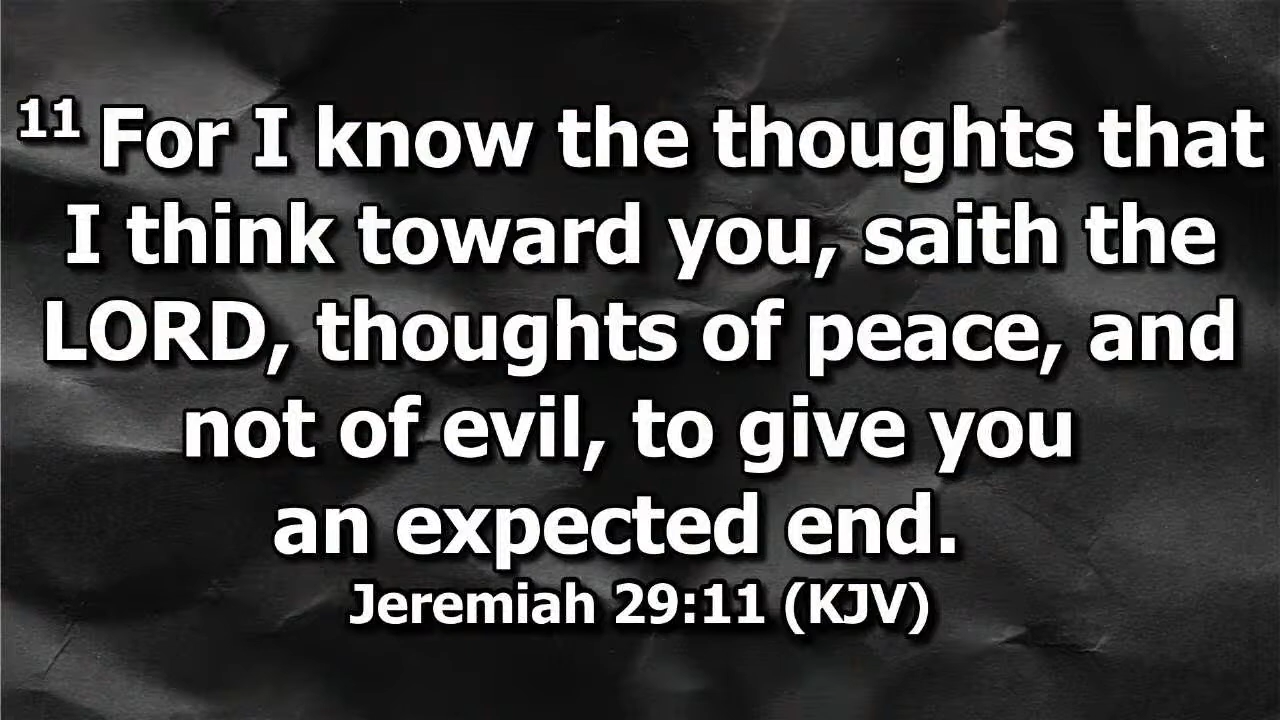 11 For I know the thoughts that
I think toward you, saith the
LORD, thoughts of peace, and
not of evil, to give you
an expected end.
Jeremiah 29:11 (KJV)